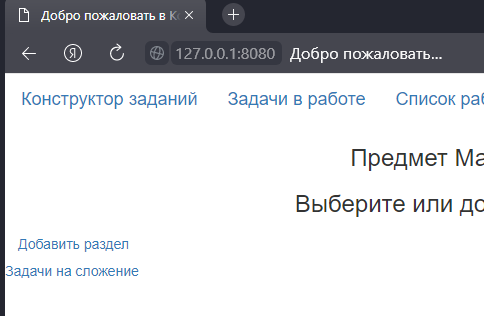 Добро пожаловать в К
127.0.0.1:8080 Добро пожаловать...
Конструктор заданий Задачи в работе Список раб
Предмет Ма
Выберите или до
Добавить раздел
Задачи на сложение